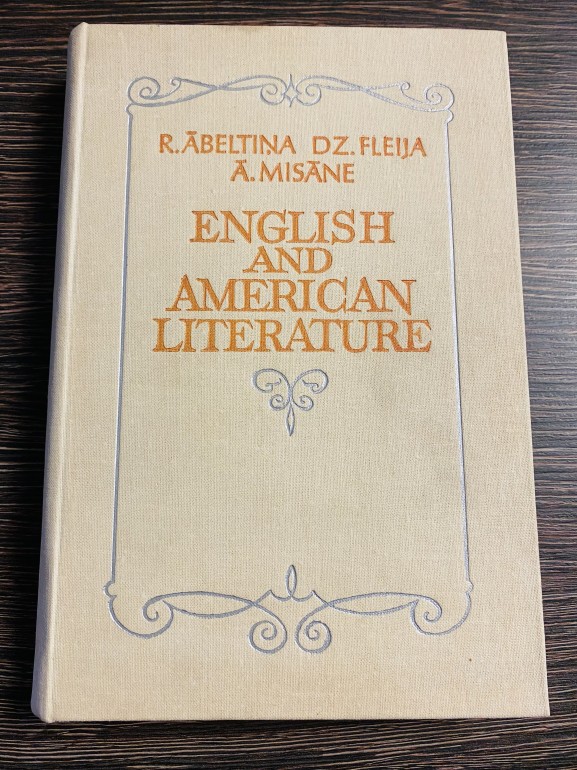 R. ĀBELTIŅA DZ. FLEIJA
Ā. MISĀNE
ENGLISH
AND
AMERICAN
LITERATURE